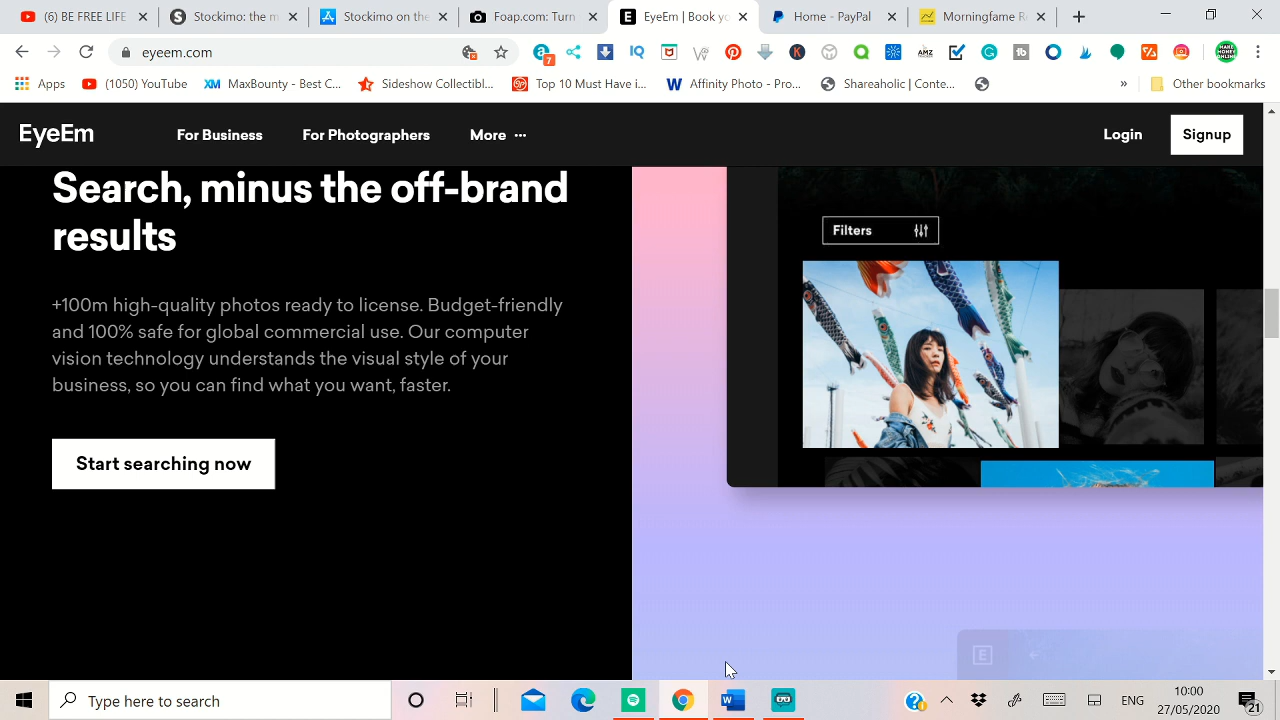 (6) FREE LIFE
Sucking the m
Stockimo on the
Foap.com: Turn
EyeEm | Book yo
Home - PayPal
Morningfame R
eyeem.com
7
Apps
(1050) YouTube
MaxBounty - Best C...
Sideshow Collectibl...
Top 10 Must Have i...
Affinity Photo - Pro...
Shareaholic | Conte...
»
Other bookmarks
EyeEm
For Business
For Photographers
More ···
Login
Signup
Search, minus the off-brand
results
+100m high-quality photos ready to license. Budget-friendly
and 100% safe for global commercial use. Our computer
vision technology understands the visual style of your
business, so you can find what you want, faster.
Start searching now
Filters
E
Type here to search
ENG
10:00
27/05/2020
21